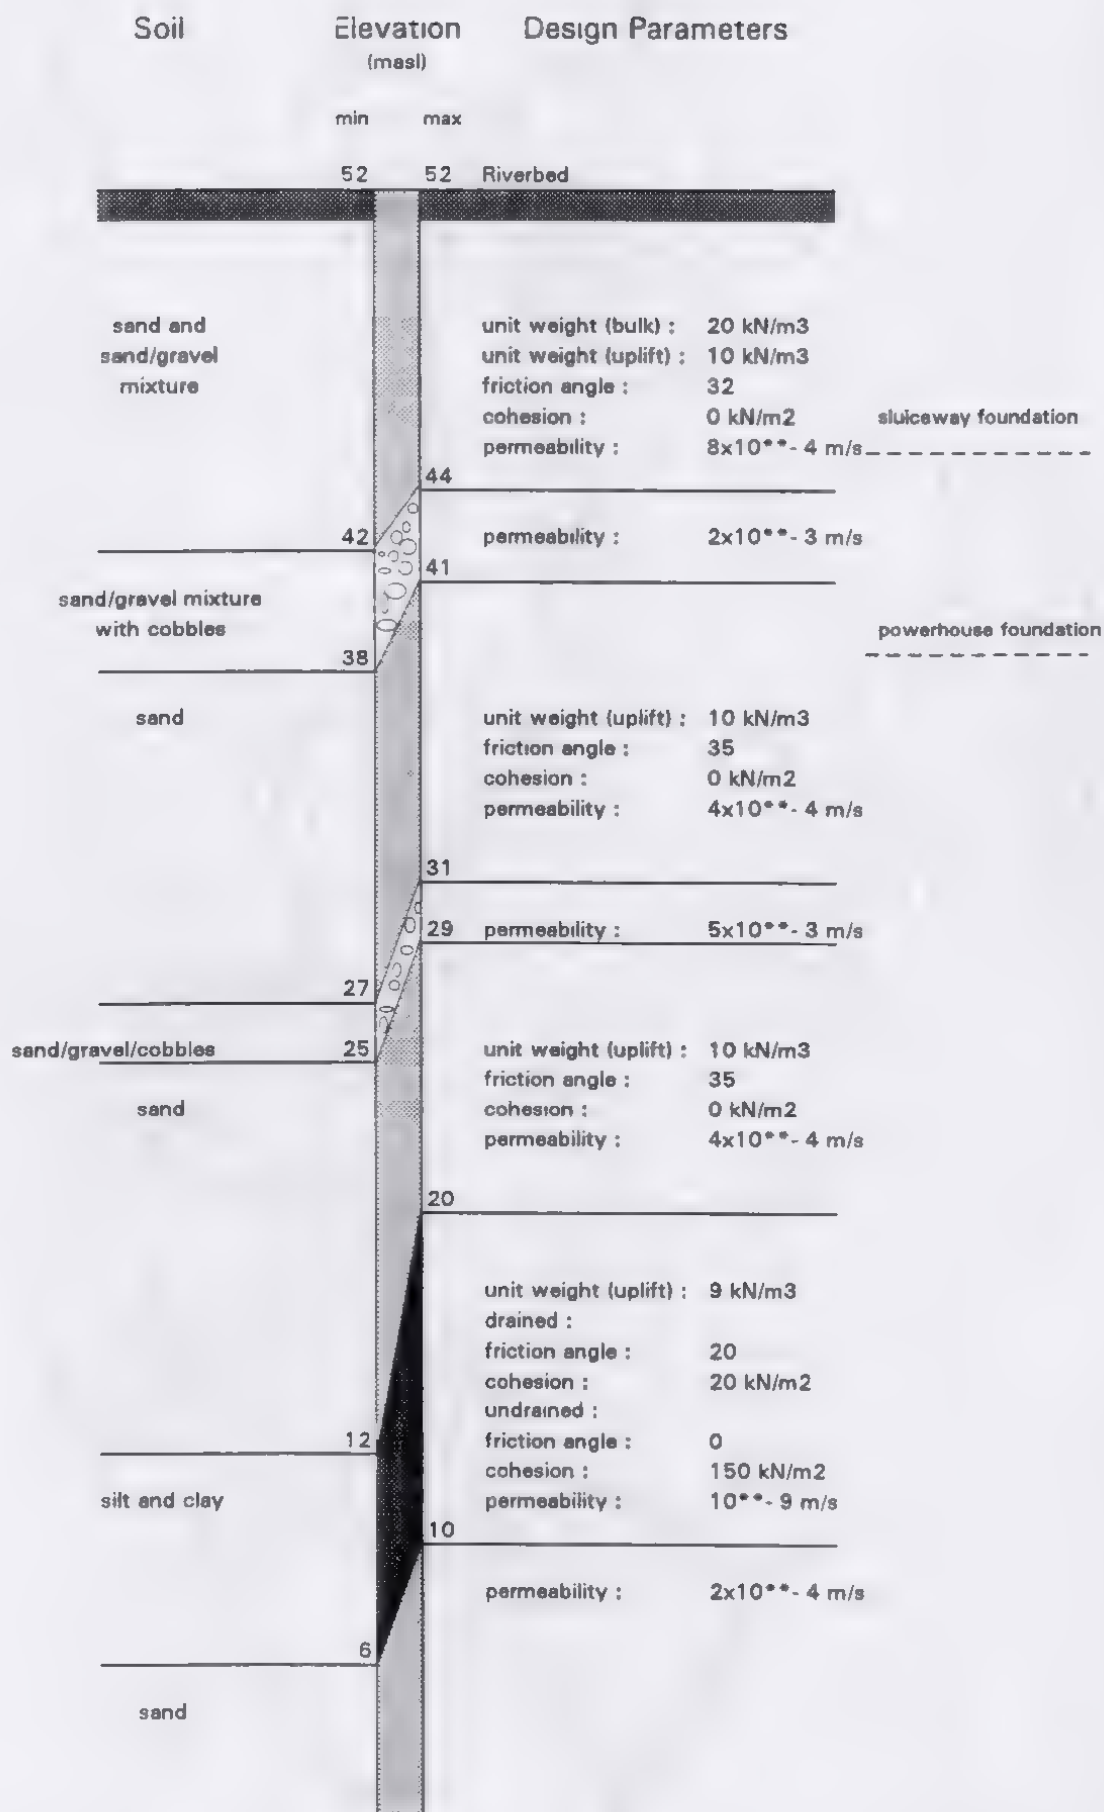 Soil Elevation Design Parameters
(masl)
min max
52 52 Riverbed
sand and
sand/gravel
mixture
unit weight (bulk) : 20 kN/m3
unit weight (uplift) : 10 kN/m3
friction angle : 32
cohesion : 0 kN/m2
permeability : 8x10**- 4 m/s
sluiceway foundation
44
42
permeability : 2x10**- 3 m/s
41
sand/gravel mixture
with cobbles
powerhouse foundation
38
sand
unit weight (uplift) : 10 kN/m3
friction angle : 35
cohesion : 0 kN/m2
permeability : 4x10**- 4 m/s
31
29 permeability : 5x10**- 3 m/s
27
sand/gravel/cobbles 25
sand
unit weight (uplift) : 10 kN/m3
friction angle : 35
cohesion : 0 kN/m2
permeability : 4x10**- 4 m/s
20
unit weight (uplift) : 9 kN/m3
drained :
friction angle : 20
cohesion : 20 kN/m2
undrained :
friction angle : 0
cohesion : 150 kN/m2
permeability : 10**- 9 m/s
12
silt and clay
10
permeability : 2x10**- 4 m/s
6
sand